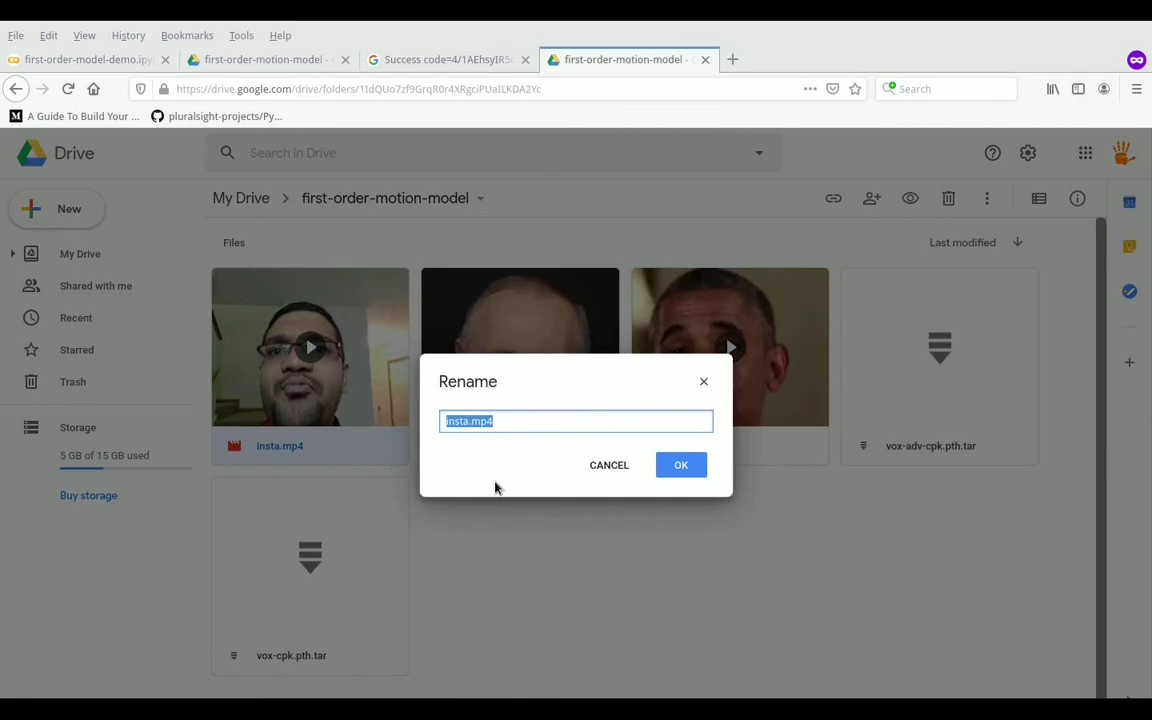 File Edit View History Bookmarks Tools Help
first-order-model-demo.ipy
first-order-motion-model -
Success code=4/1AEhsyIR5
first-order-motion-model -
https://drive.google.com/drive/folders/1IdQUo7zf9GrqR0r4XRgciPUaILKDA2Yc
Search
A Guide To Build Your ...
pluralsight-projects/Py...
Drive
Search in Drive
New
My Drive > first-order-motion-model
My Drive
Shared with me
Recent
Starred
Trash
Storage
5 GB of 15 GB used
Buy storage
Files
Last modified
insta.mp4
vox-adv-cpk.pth.tar
vox-cpk.pth.tar
Rename
insta.mp4
CANCEL
OK